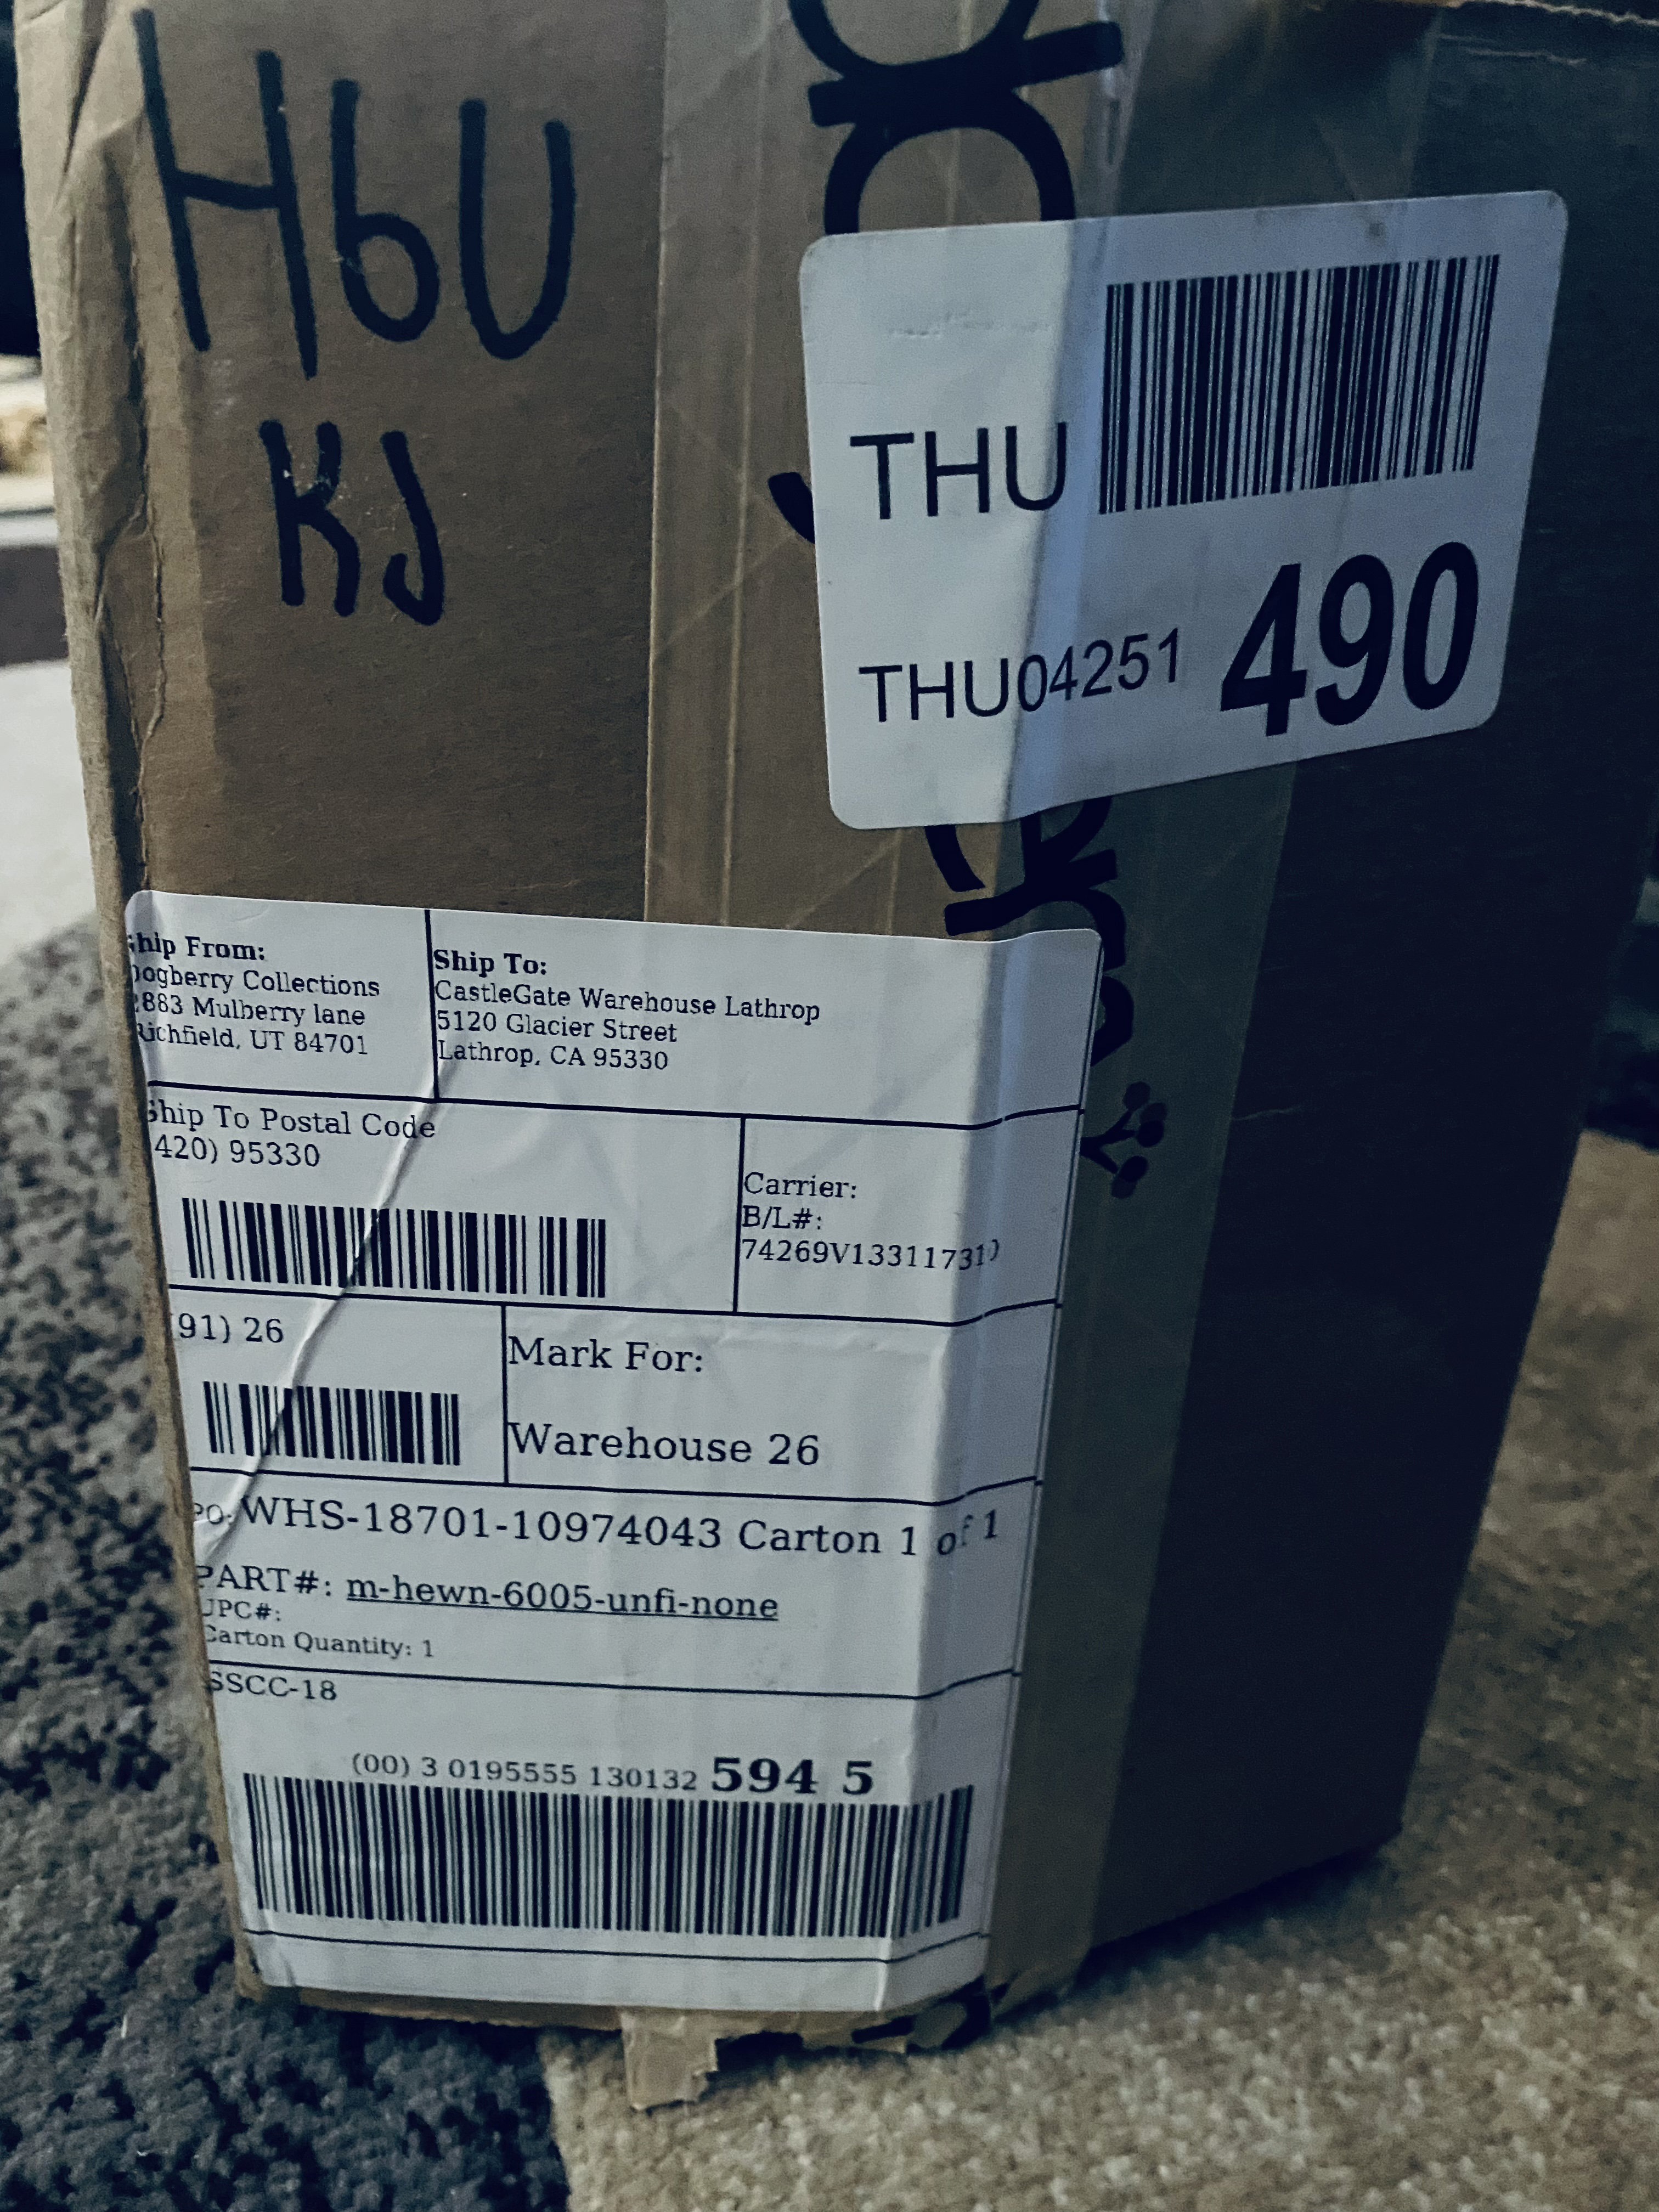 H6U
KJ
THU
THU04251 490
Ship From:
Dogberry Collections
883 Mulberry lane
Richfield, UT 84701
Ship To:
CastleGate Warehouse Lathrop
5120 Glacier Street
Lathrop, CA 95330
Ship To Postal Code
(420) 95330
Carrier:
B/L#:
(91) 26
Mark For:
Warehouse 26
PO: WHS-18701-10974043 Carton 1 of 1
PART#: m-hewn-6005-unfi-none
UPC#:
Carton Quantity: 1
SSCC-18
(00) 3 0195555 130132 594 5